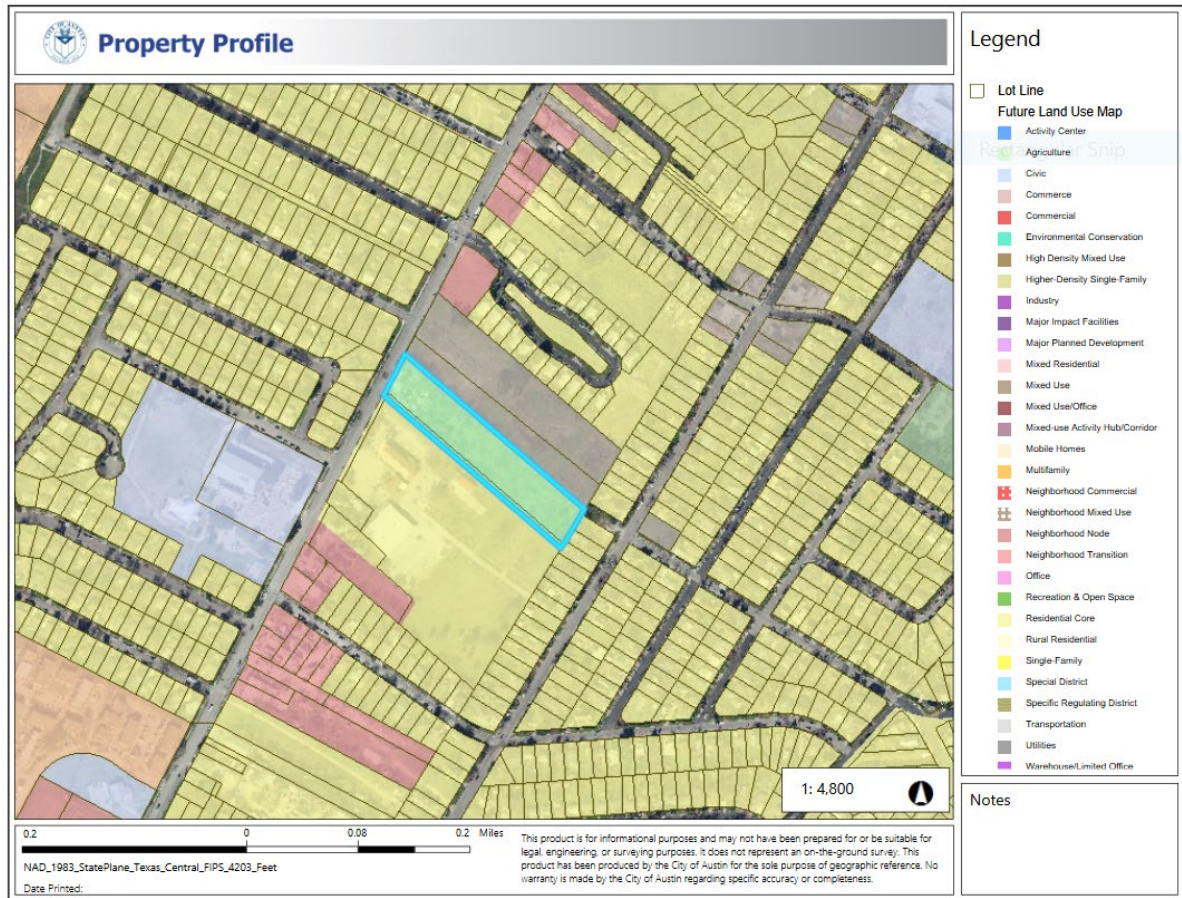 Property Profile
Legend
Lot Line
Future Land Use Map
Activity Center
Rectangular Snip
Agriculture
Civic
Commerce
Commercial
Environmental Conservation
High Density Mixed Use
Higher-Density Single-Family
Industry
Major Impact Facilities
Major Planned Development
Mixed Residential
Mixed Use
Mixed Use/Office
Mixed-use Activity Hub/Corridor
Mobile Homes
Multifamily
Neighborhood Commercial
Neighborhood Mixed Use
Neighborhood Node
Neighborhood Transition
Office
Recreation & Open Space
Residential Core
Rural Residential
Single-Family
Special District
Specific Regulating District
Transportation
Utilities
Warehouse/Limited Office
1: 4,800
Notes
0.2 0 0.08 0.2 Miles
NAD_1983_StatePlane_Texas_Central_FIPS_4203_Feet
Date Printed:
This product is for informational purposes and may not have been prepared for or be suitable for
legal, engineering, or surveying purposes. It does not represent an on-the-ground survey. This
product has been produced by the City of Austin for the sole purpose of geographic reference. No
warranty is made by the City of Austin regarding specific accuracy or completeness.